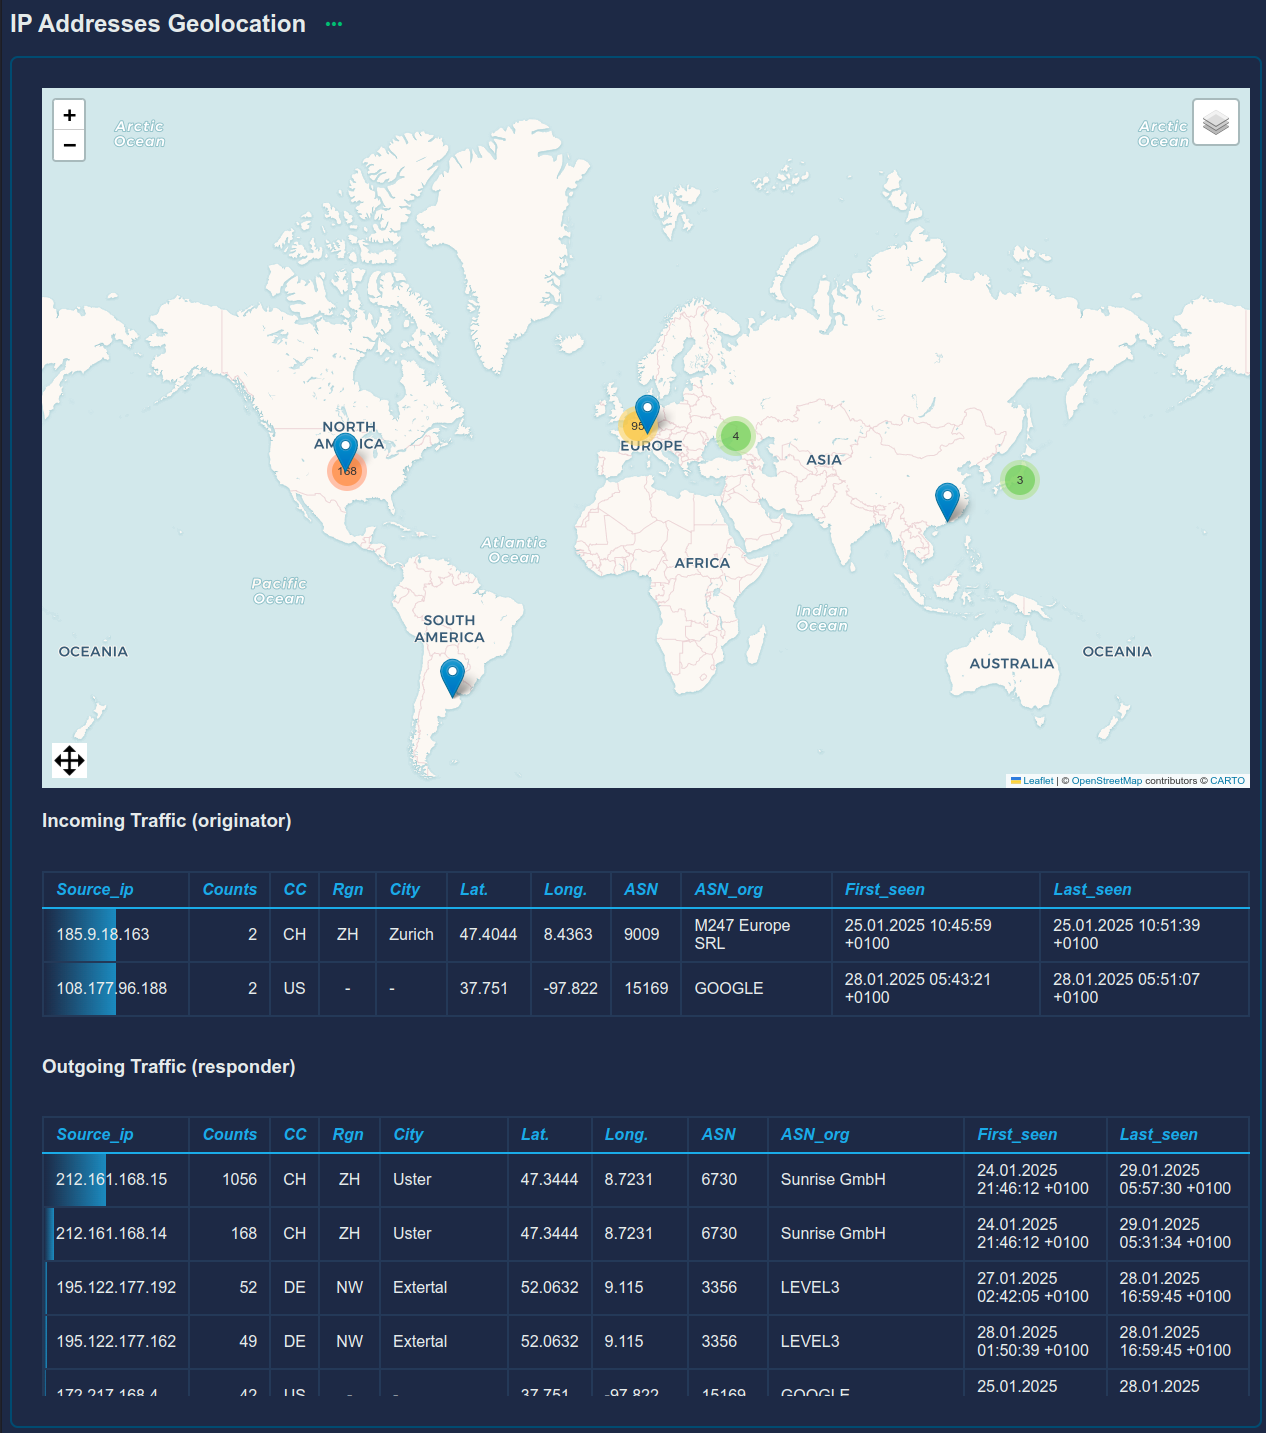 IP Addresses Geolocation •••
+
−
Arctic
Ocean
Arctic
Ocean
NORTH
AMERICA
168
95
EUROPE
4
ASIA
3
Atlantic
Ocean
AFRICA
Pacific
Ocean
SOUTH
AMERICA
Indian
Ocean
OCEANIA
AUSTRALIA
OCEANIA
Leaflet | © OpenStreetMap contributors © CARTO
Incoming Traffic (originator)
Source_ip Counts CC Rgn City Lat. Long. ASN ASN_org First_seen Last_seen
185.9.18.163 2 CH ZH Zurich 47.4044 8.4363 9009 M247 Europe SRL 25.01.2025 10:45:59 +0100 25.01.2025 10:51:39 +0100
108.177.96.188 2 US - - 37.751 -97.822 15169 GOOGLE 28.01.2025 05:43:21 +0100 28.01.2025 05:51:07 +0100
Outgoing Traffic (responder)
Source_ip Counts CC Rgn City Lat. Long. ASN ASN_org First_seen Last_seen
212.161.168.15 1056 CH ZH Uster 47.3444 8.7231 6730 Sunrise GmbH 24.01.2025 21:46:12 +0100 29.01.2025 05:57:30 +0100
212.161.168.14 168 CH ZH Uster 47.3444 8.7231 6730 Sunrise GmbH 24.01.2025 21:46:12 +0100 29.01.2025 05:31:34 +0100
195.122.177.192 52 DE NW Extertal 52.0632 9.115 3356 LEVEL3 27.01.2025 02:42:05 +0100 28.01.2025 16:59:45 +0100
195.122.177.162 49 DE NW Extertal 52.0632 9.115 3356 LEVEL3 28.01.2025 01:50:39 +0100 28.01.2025 16:59:45 +0100
172.217.168.4 42 US - - 37.751 -97.822 15169 GOOGLE 25.01.2025 28.01.2025